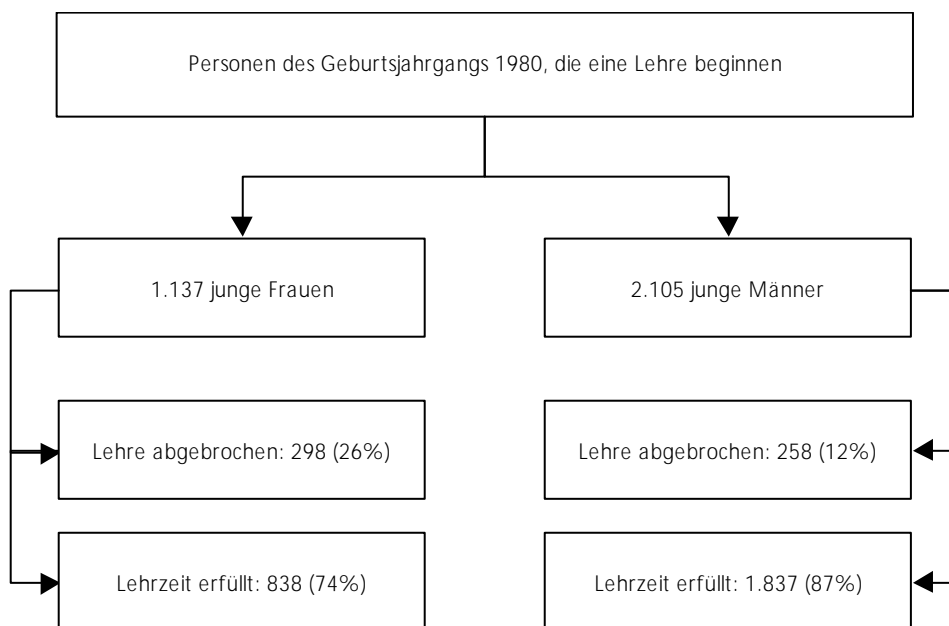 Personen des Geburtsjahrgangs 1980, die eine Lehre beginnen
1.137 junge Frauen
2.105 junge Männer
Lehre abgebrochen: 298 (26%)
Lehre abgebrochen: 258 (12%)
Lehrzeit erfüllt: 838 (74%)
Lehrzeit erfüllt: 1.837 (87%)